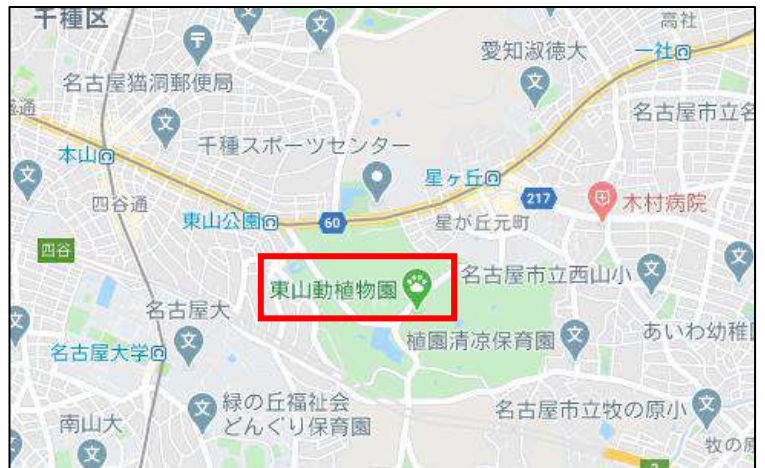 千種区
高社
愛知淑徳大
一社
名古屋猫洞郵便局
名古屋市立名
千種スポーツセンター
本山
星ヶ丘
217
木村病院
四谷通
東山公園
60
星が丘元町
四谷
東山動植物園
名古屋市立西山小
名古屋大
植園清凉保育園
あいわ幼稚
名古屋大学
緑の丘福祉会
どんぐり保育園
名古屋市立牧の原小
南山大
牧の原